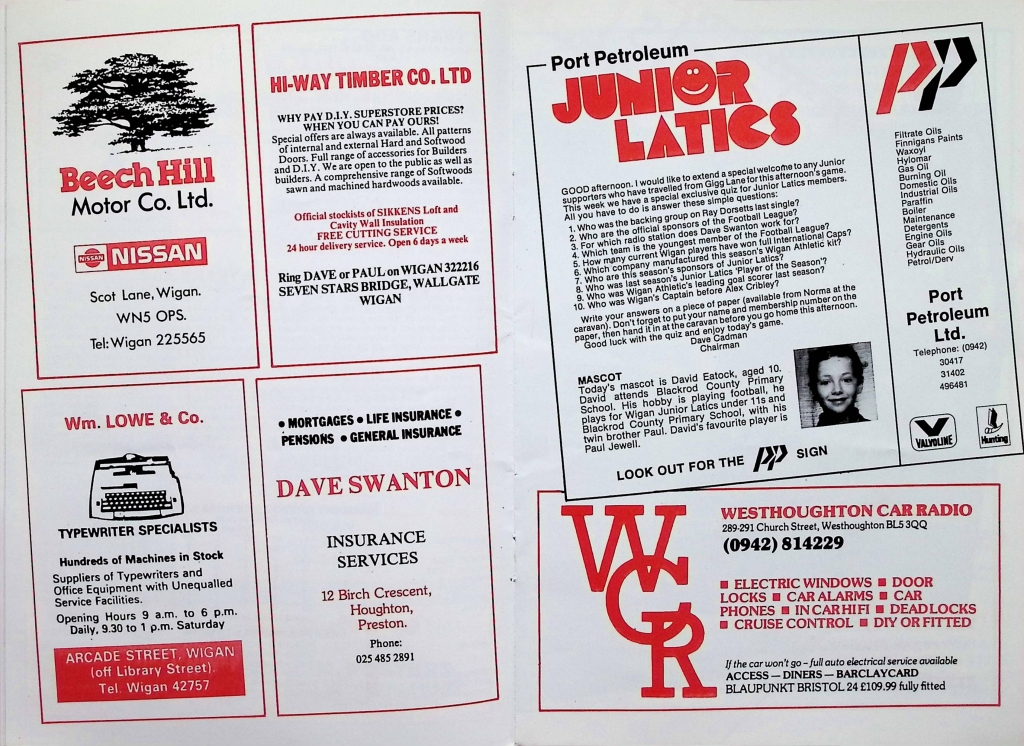 Beech Hill
Motor Co. Ltd.
NISSAN
NISSAN
Scot Lane, Wigan.
WN5 OPS.
Tel: Wigan 225565
HI-WAY TIMBER CO. LTD
WHY PAY D.I.Y. SUPERSTORE PRICES?
WHEN YOU CAN PAY OURS!
Special offers are always available. All patterns
of internal and external Hard and Softwood
Doors. Full range of accessories for Builders
and D.I.Y. We are open to the public as well as
builders. A comprehensive range of Softwoods
sawn and machined hardwoods available.
Official stockists of SIKKENS Loft and
Cavity Wall Insulation
FREE CUTTING SERVICE
24 hour delivery service. Open 6 days a week
Ring DAVE or PAUL on WIGAN 322216
SEVEN STARS BRIDGE, WALLGATE
WIGAN
Wm. LOWE & Co.
TYPEWRITER SPECIALISTS
Hundreds of Machines in Stock
Suppliers of Typewriters and
Office Equipment with Unequalled
Service Facilities.
Opening Hours 9 a.m. to 6 p.m.
Daily, 9.30 to 1 p.m. Saturday
ARCADE STREET, WIGAN
(off Library Street).
Tel. Wigan 42757
• MORTGAGES • LIFE INSURANCE •
PENSIONS • GENERAL INSURANCE
DAVE SWANTON
INSURANCE
SERVICES
12 Birch Crescent,
Houghton,
Preston.
Phone:
025 485 2891
Port Petroleum
JUNIOR
LATICS
GOOD afternoon. I would like to extend a special welcome to any Junior
supporters who have travelled from Gigg Lane for this afternoon's game.
This week we have a special exclusive quiz for Junior Latics members.
All you have to do is answer these simple questions:
1. Who was the backing group on Ray Dorsetts last single?
2. Who are the official sponsors of the Football League?
3. For which radio station does Dave Swanton work for?
4. Which team is the youngest member of the Football League?
5. How many current Wigan players have won full International Caps?
6. Which company manufactured this season's Wigan Athletic kit?
7. Who are this season's sponsors of Junior Latics?
8. Who was last season's Junior Latics 'Player of the Season'?
9. Who was Wigan Athletic's leading goal scorer last season?
10. Who was Wigan's Captain before Alex Cribley?
Write your answers on a piece of paper (available from Norma at the
caravan). Don't forget to put your name and membership number on the
paper, then hand it in at the caravan before you go home this afternoon.
Good luck with the quiz and enjoy today's game.
Dave Cadman
Chairman
MASCOT
Today's mascot is David Eatock, aged 10.
David attends Blackrod County Primary
School. His hobby is playing football, he
plays for Wigan Junior Latics under 11s and
Blackrod County Primary School, with his
twin brother Paul. David's favourite player is
Paul Jewell.
LOOK OUT FOR THE PP SIGN
PP
Filtrate Oils
Finnigans Paints
Waxoyl
Hylomar
Gas Oil
Burning Oil
Domestic Oils
Industrial Oils
Paraffin
Boiler
Maintenance
Detergents
Engine Oils
Gear Oils
Hydraulic Oils
Petrol/Derv
Port
Petroleum
Ltd.
Telephone: (0942)
30417
31402
496481
VALVOLINE
Hunting
WCR
WESTHOUGHTON CAR RADIO
289-291 Church Street, Westhoughton BL5 3QQ
(0942) 814229
■ ELECTRIC WINDOWS ■ DOOR
LOCKS ■ CAR ALARMS ■ CAR
PHONES ■ IN CAR HIFI ■ DEADLOCKS
■ CRUISE CONTROL ■ DIY OR FITTED
If the car won't go – full auto electrical service available
ACCESS — DINERS — BARCLAYCARD
BLAUPUNKT BRISTOL 24 £109.99 fully fitted